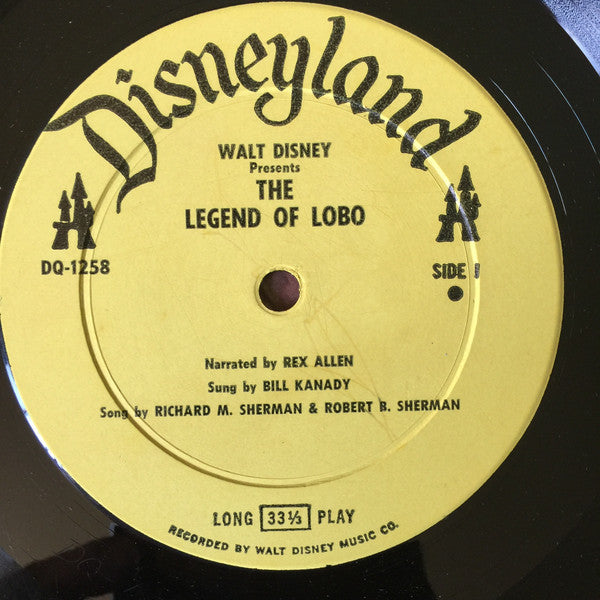 Disneyland
WALT DISNEY
Presents
THE
LEGEND OF LOBO
DQ-1258
SIDE 1
Narrated by REX ALLEN
Sung by BILL KANADY
Song by RICHARD M. SHERMAN & ROBERT B. SHERMAN
LONG 33⅓ PLAY
RECORDED BY WALT DISNEY MUSIC CO.